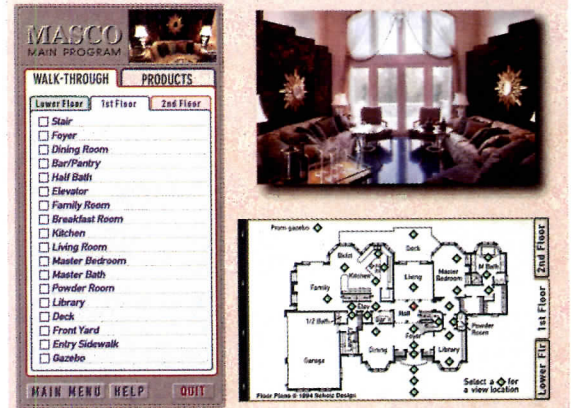 MASCO
MAIN PROGRAM
WALK-THROUGH
PRODUCTS
Lower Floor
1st Floor
2nd Floor
Stair
Foyer
Dining Room
Bar/Pantry
Half Bath
Elevator
Family Room
Breakfast Room
Kitchen
Living Room
Master Bedroom
Master Bath
Powder Room
Library
Deck
Front Yard
Entry Sidewalk
Gazebo
MAIN MENU
HELP
QUIT
From gazebo
Deck
Bkfst
Kitchen
Family
Living
Master
Bedroom
M Bath
Elev
Hall
1/2 Bath
Bar
Powder
Room
Foyer
Garage
Dining
Library
2nd Floor
1st Floor
Lower Flr
Select a for
a view location
Floor Plans © 1994 Scholz Design